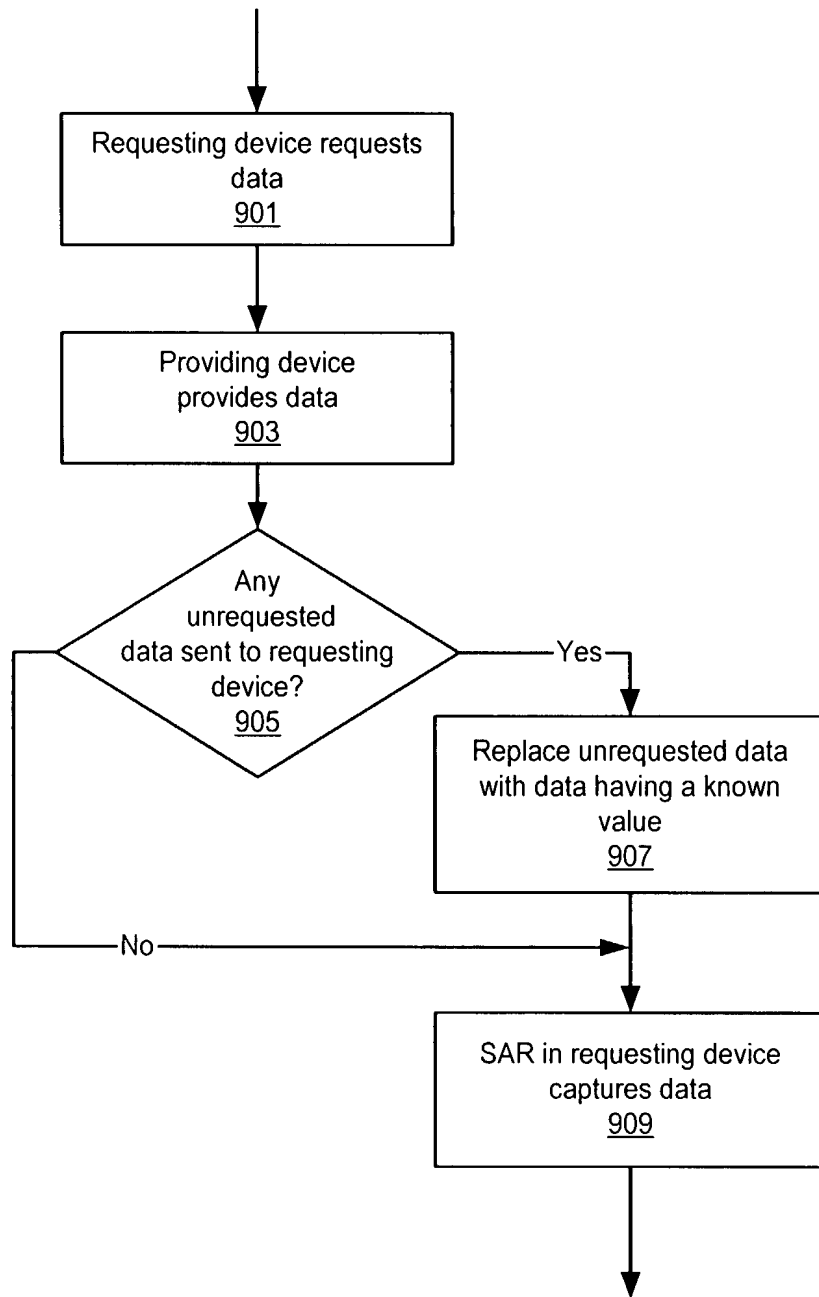 Requesting device requests
data
901
Providing device
provides data
903
Any
unrequested
data sent to requesting
device?
905
Yes
Replace unrequested data
with data having a known
value
907
No
SAR in requesting device
captures data
909